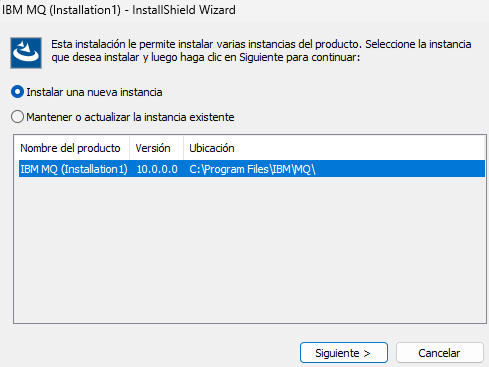 IBM MQ (Installation1) - InstallShield Wizard
Esta instalación le permite instalar varias instancias del producto. Seleccione la instancia
que desea instalar y luego haga clic en Siguiente para continuar:
Instalar una nueva instancia
Mantener o actualizar la instancia existente
Nombre del producto Versión Ubicación
IBM MQ (Installation1) 10.0.0.0 C:\Program Files\IBM\MQ\
Siguiente > Cancelar